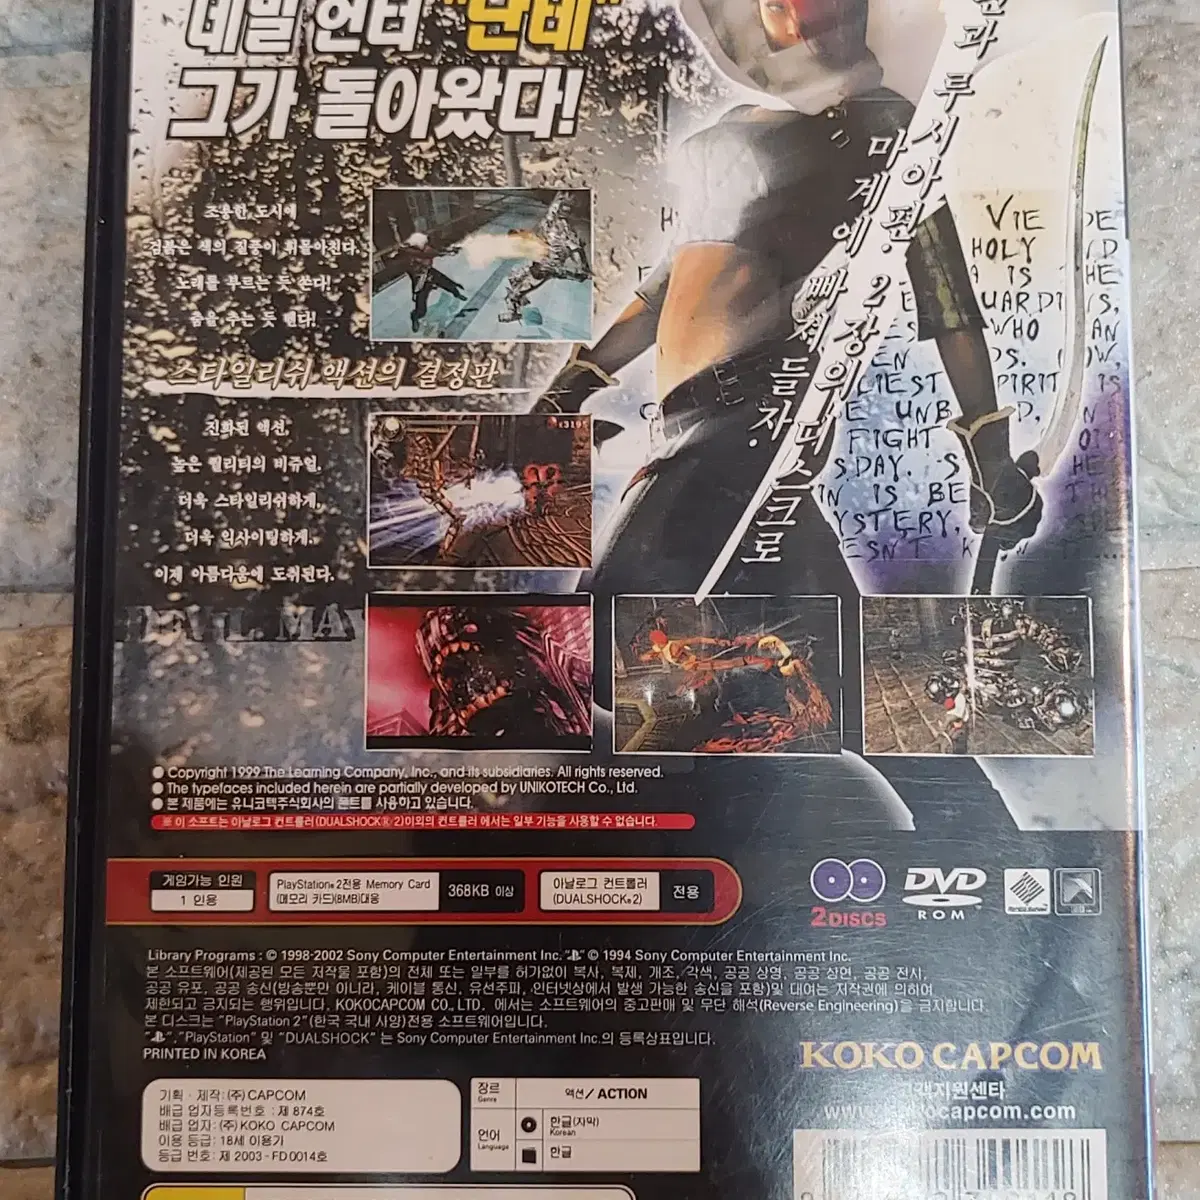 데빌 헌터 "단테"
그가 돌아왔다!
조용한 도시에
검붉은 색의 질풍이 휘몰아친다.
노래를 부르는 듯 쏜다!
춤을 추는 듯 벤다!
스타일리쉬 액션의 결정판
진화된 액션,
높은 퀄리티의 비쥬얼.
더욱 스타일리쉬하게,
더욱 익사이팅하게.
이제 아름다움에 도취된다.
과 루시아편.
2장의 디스크로
마계에 빠져들자.
VIE DE
HOLY
IS THE
WHO
SPIRIT IS
FIGHT
IN IS BE
MYSTERY,
DEVIL MAY
● Copyright 1999 The Learning Company, Inc., and its subsidiaries. All rights reserved.
● The typefaces included herein are partially developed by UNIKOTECH Co., Ltd.
● 본 제품에는 유니코텍주식회사의 폰트를 사용하고 있습니다.
※ 이 소프트는 아날로그 컨트롤러(DUALSHOCK® 2)이외의 컨트롤러 에서는 일부 기능을 사용할 수 없습니다.
게임가능 인원
1 인용
PlayStation®2전용 Memory Card
(메모리 카드)(8MB)대응
368KB 이상
아날로그 컨트롤러
(DUALSHOCK®2)
전용
2DISCS
DVD
ROM
Library Programs : © 1998-2002 Sony Computer Entertainment Inc. © 1994 Sony Computer Entertainment Inc.
본 소프트웨어(제공된 모든 저작물 포함)의 전체 또는 일부를 허가없이 복사, 복제, 개조, 각색, 공공 상영, 공공 상연, 공공 전시,
공공 유포, 공공 송신(방송뿐만 아니라, 케이블 통신, 유선주파, 인터넷상에서 발생 가능한 송신을 포함)및 대여는 저작권에 의하여
제한되고 금지되는 행위입니다. KOKOCAPCOM CO., LTD. 에서는 소프트웨어의 중고판매 및 무단 해석(Reverse Engineering)을 금지합니다.
본 디스크는 "PlayStation 2"(한국 국내 사양)전용 소프트웨어입니다.
" ","PlayStation" 및 "DUALSHOCK" 는 Sony Computer Entertainment Inc.의 등록상표입니다.
PRINTED IN KOREA
KOKO CAPCOM
고객지원센타
www.kokocapcom.com
기획 · 제작: (주) CAPCOM
배급 업자등록번호 : 제 874호
배급 업자: (주) KOKO CAPCOM
이용 등급: 18세 이용가
등급 번호: 제 2003 - FD0014호
장르
Genre
액션/ ACTION
언어
Language
한글(자막)
Korean
한글